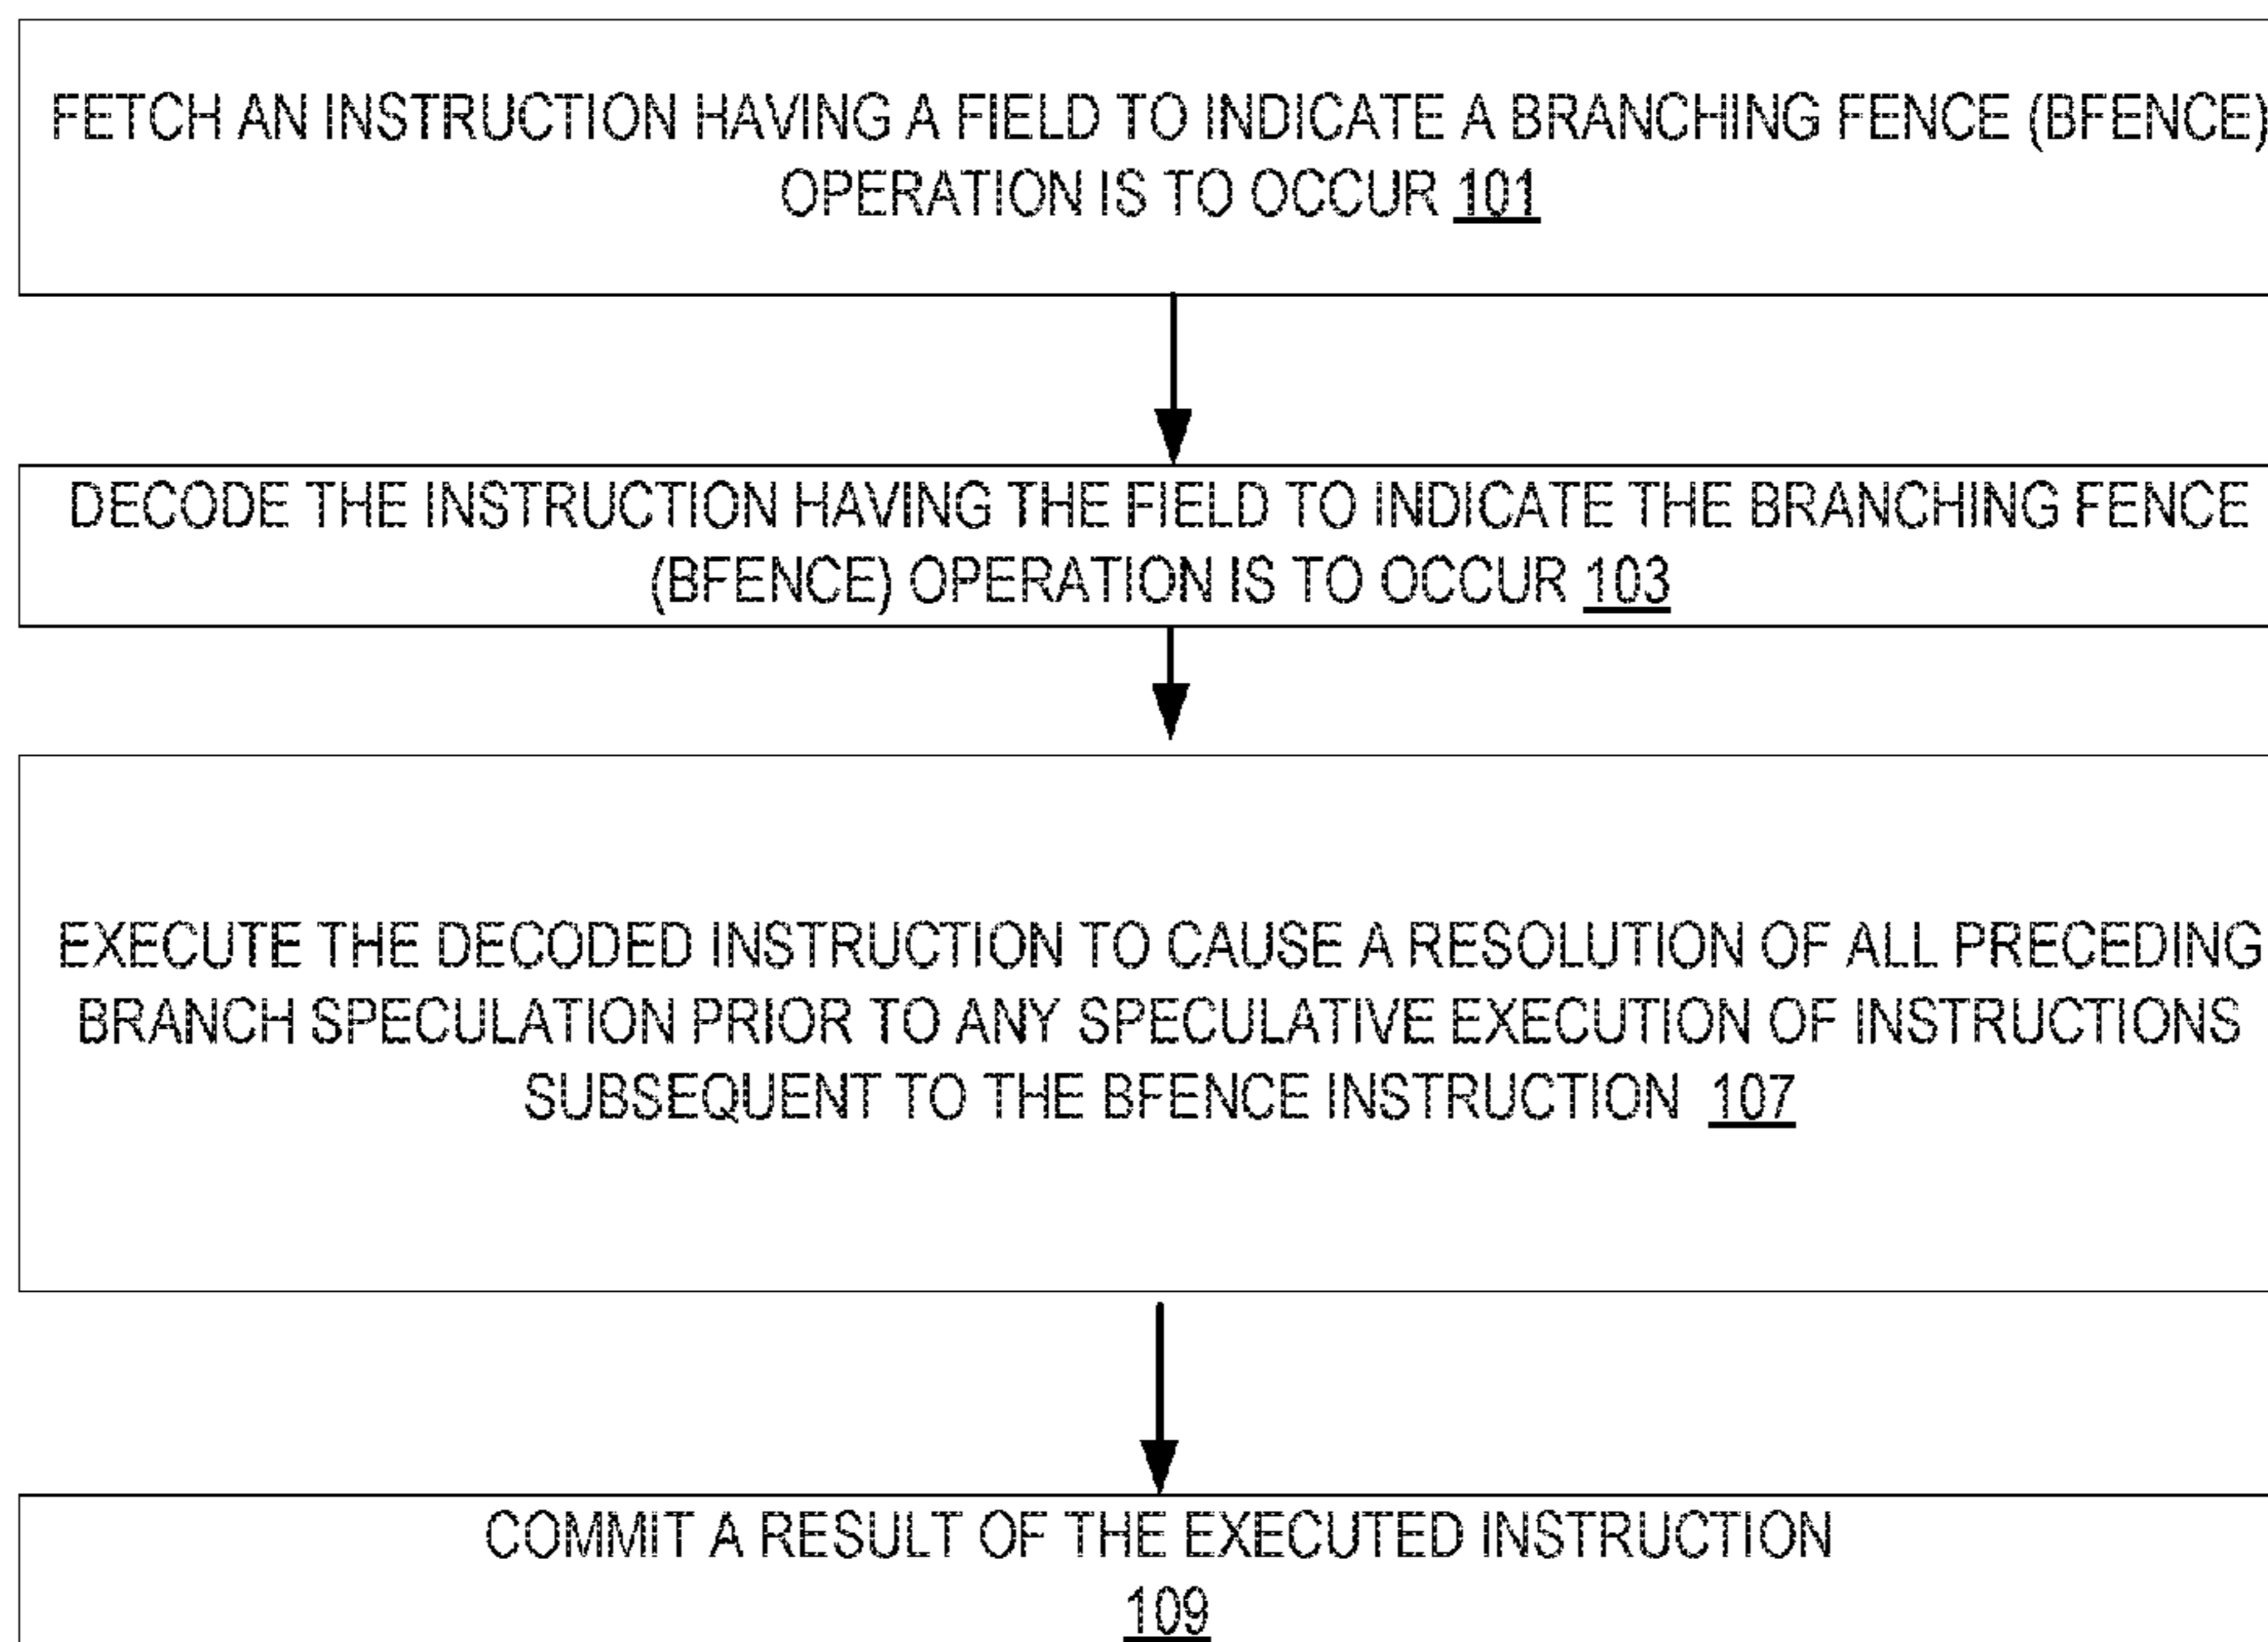 FETCH AN INSTRUCTION HAVING A FIELD TO INDICATE A BRANCHING FENCE (BFENCE)
OPERATION IS TO OCCUR 101
DECODE THE INSTRUCTION HAVING THE FIELD TO INDICATE THE BRANCHING FENCE
(BFENCE) OPERATION IS TO OCCUR 103
EXECUTE THE DECODED INSTRUCTION TO CAUSE A RESOLUTION OF ALL PRECEDING
BRANCH SPECULATION PRIOR TO ANY SPECULATIVE EXECUTION OF INSTRUCTIONS
SUBSEQUENT TO THE BFENCE INSTRUCTION 107
COMMIT A RESULT OF THE EXECUTED INSTRUCTION
109